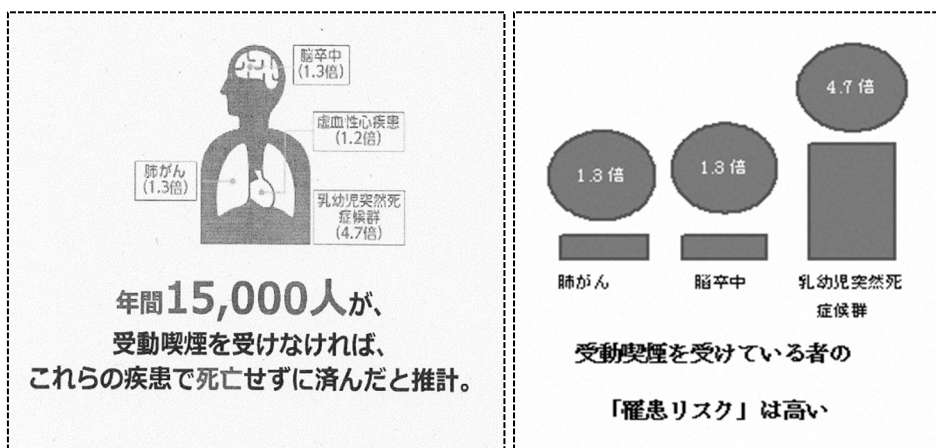 脳卒中
(1.3倍)
虚血性心疾患
(1.2倍)
肺がん
(1.3倍)
乳幼児突然死
症候群
(4.7倍)
年間15,000人が、
受動喫煙を受けなければ、
これらの疾患で死亡せずに済んだと推計。
1.3 倍
1.3 倍
4.7 倍
肺がん
脳卒中
乳幼児突然死
症候群
受動喫煙を受けている者の
「罹患リスク」は高い